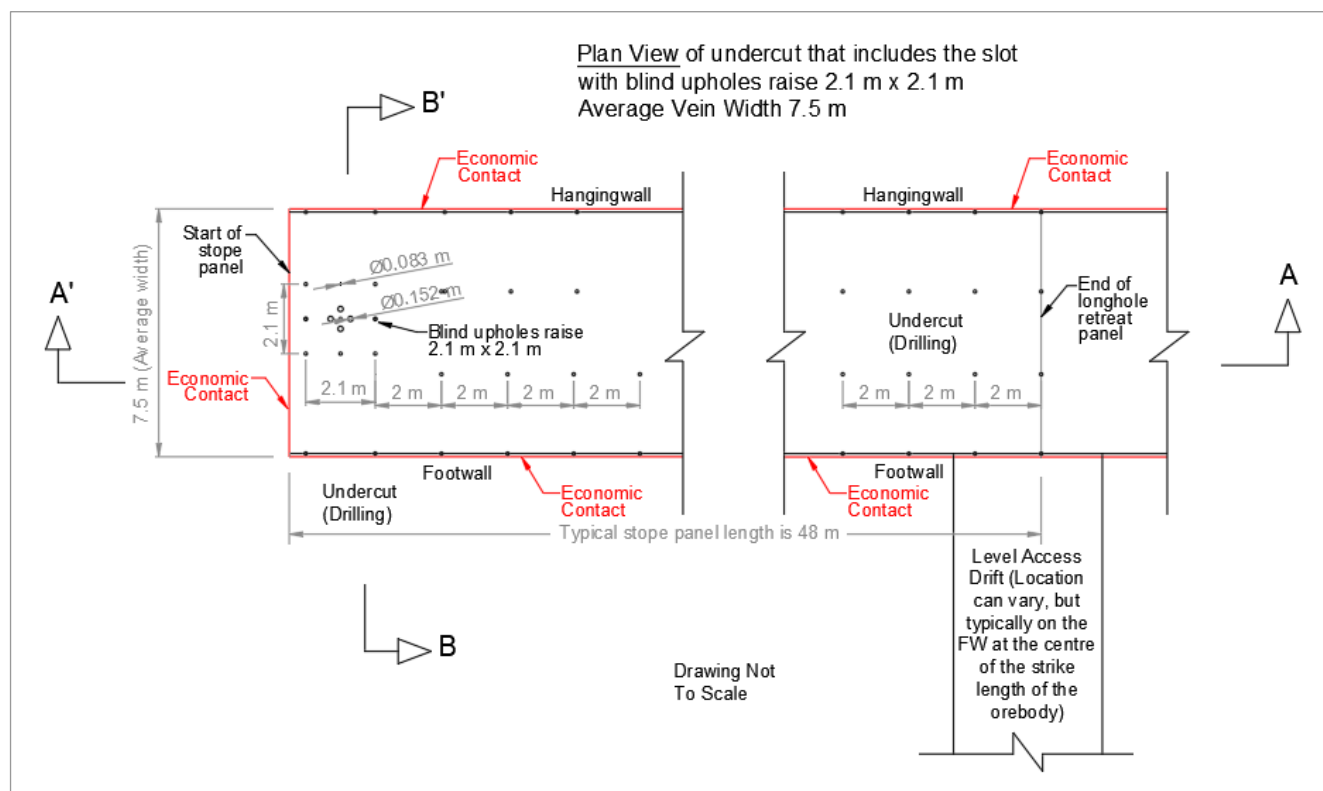 Plan View of undercut that includes the slot
with blind upholes raise 2.1 m x 2.1 m
Average Vein Width 7.5 m
B'
Economic
Contact
Hangingwall
Economic
Contact
Hangingwall
Start of
stope
panel
Ø0.083 m
Ø0.152 m
A'
A
7.5 m (Average width)
2.1 m
Blind upholes raise
2.1 m x 2.1 m
Undercut
(Drilling)
End of
longhole
retreat
panel
Economic
Contact
2.1 m
2 m
2 m
2 m
2 m
2 m
2 m
2 m
Footwall
Economic
Contact
Footwall
Economic
Contact
Undercut
(Drilling)
Typical stope panel length is 48 m
B
Level Access
Drift (Location
can vary, but
typically on the
FW at the centre
of the strike
length of the
orebody)
Drawing Not
To Scale